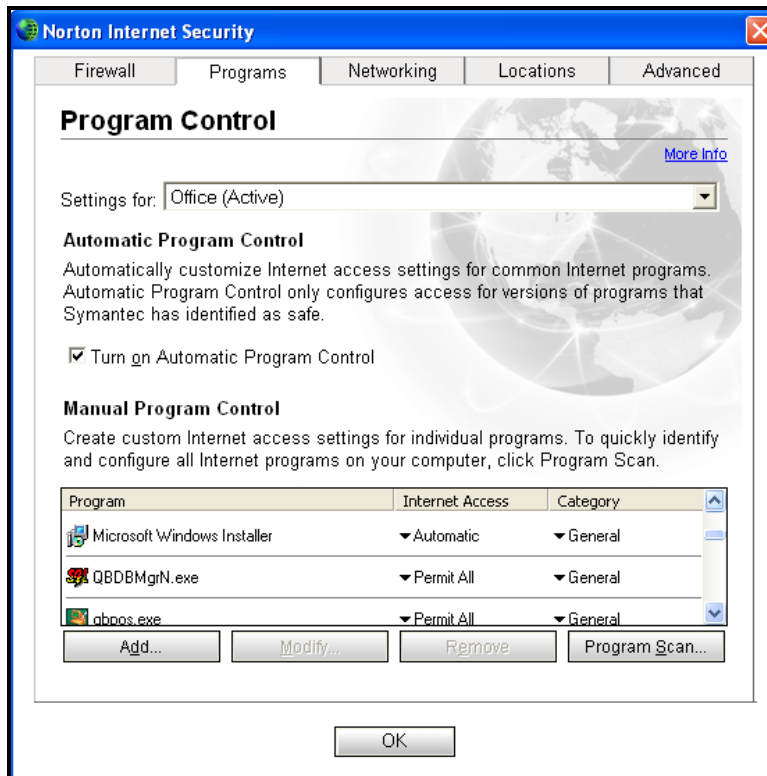 Norton Internet Security
Firewall Programs Networking Locations Advanced
Program Control
More Info
Settings for: Office (Active)
Automatic Program Control
Automatically customize Internet access settings for common Internet programs.
Automatic Program Control only configures access for versions of programs that
Symantec has identified as safe.
Turn on Automatic Program Control
Manual Program Control
Create custom Internet access settings for individual programs. To quickly identify
and configure all Internet programs on your computer, click Program Scan.
Program Internet Access Category
Microsoft Windows Installer Automatic General
QBDBMgrN.exe Permit All General
qbpos.exe Permit All General
Add... Modify... Remove Program Scan...
OK